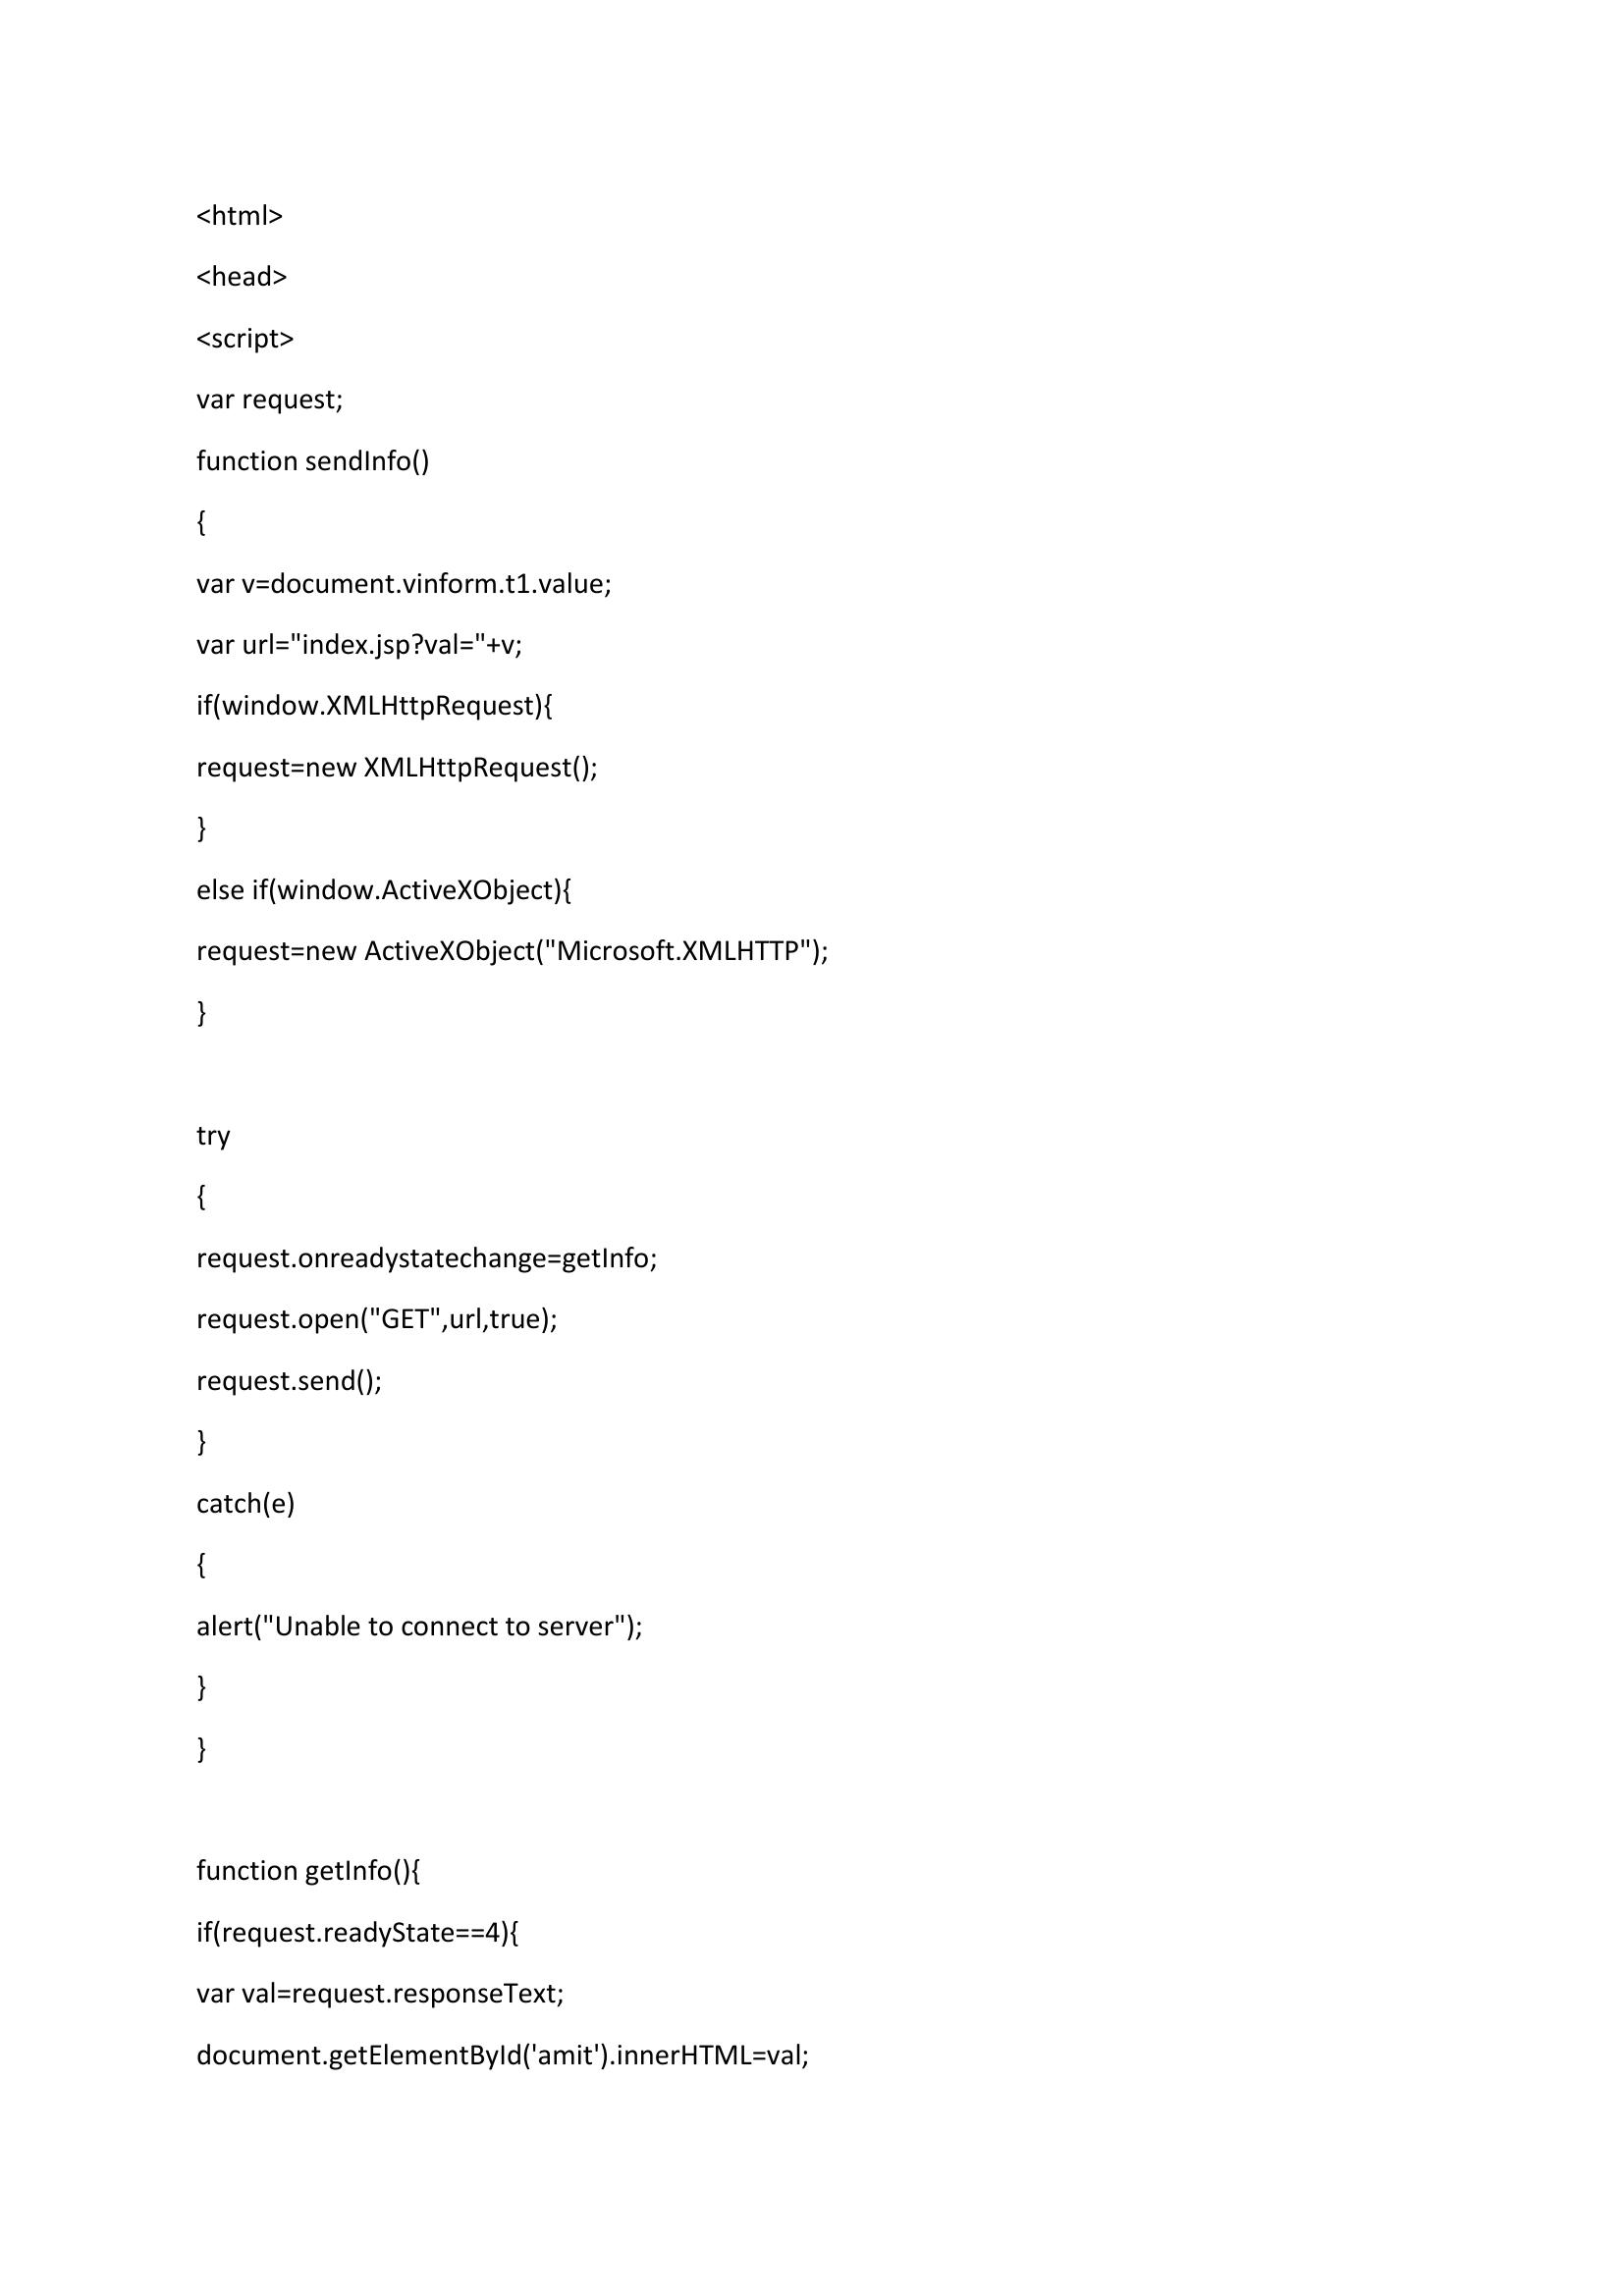 <html>
<head>
<script>
var request;
function sendInfo()
{
var v=document.vinform.t1.value;
var url="index.jsp?val="+v;
if(window.XMLHttpRequest){
request=new XMLHttpRequest();
}
else if(window.ActiveXObject){
request=new ActiveXObject("Microsoft.XMLHTTP");
}
try
{
request.onreadystatechange=getInfo;
request.open("GET",url,true);
request.send();
}
catch(e)
{
alert("Unable to connect to server");
}
}
function getInfo(){
if(request.readyState==4){
var val=request.responseText;
document.getElementById('amit').innerHTML=val;